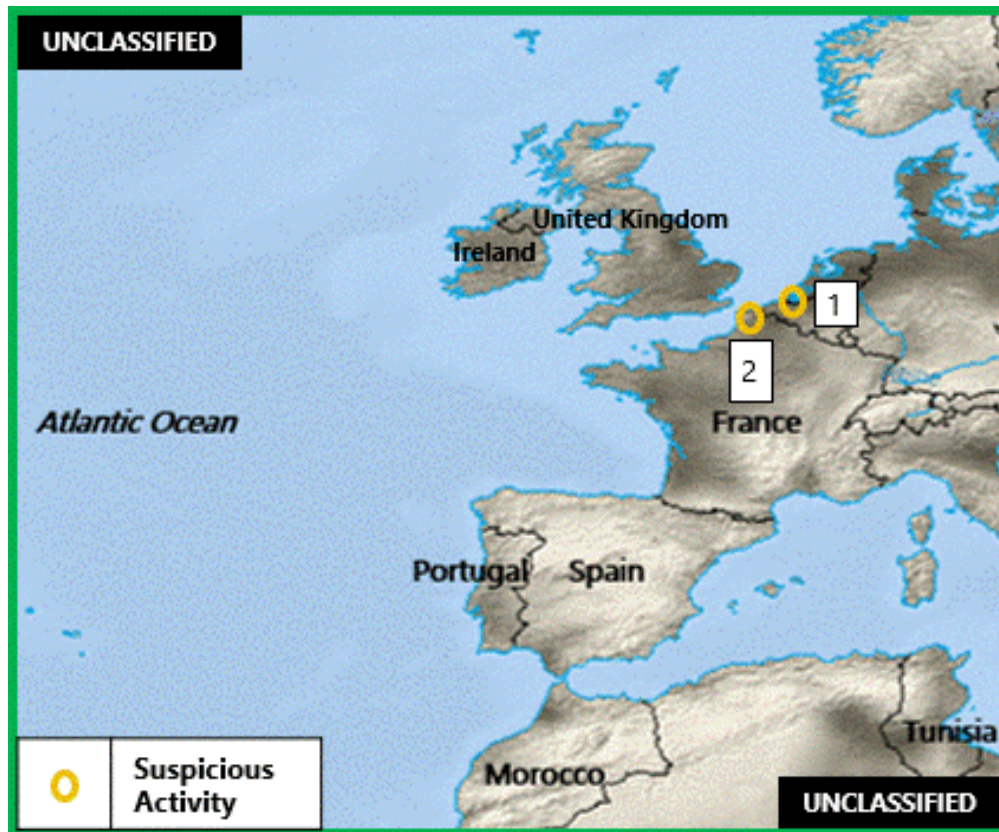 UNCLASSIFIED
United Kingdom
Ireland
1
2
Atlantic Ocean
France
Portugal
Spain
Tunisia
Morocco
Suspicious
Activity
UNCLASSIFIED